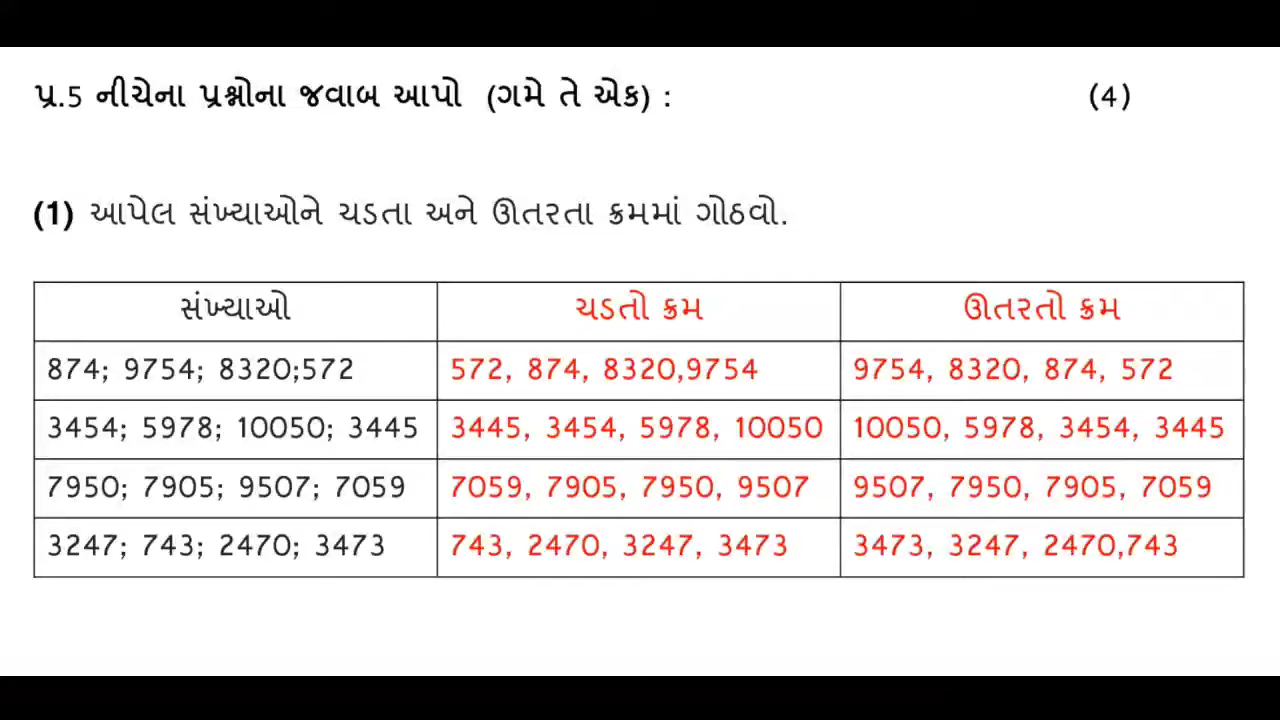 પ્ર.5 નીચેના પ્રશ્નોના જવાબ આપો (ગમે તે એક) : (4)
(1) આપેલ સંખ્યાઓને ચડતા અને ઊતરતા ક્રમમાં ગોઠવો.
સંખ્યાઓ ચડતો ક્રમ ઊતરતો ક્રમ
874; 9754; 8320;572 572, 874, 8320,9754 9754, 8320, 874, 572
3454; 5978; 10050; 3445 3445, 3454, 5978, 10050 10050, 5978, 3454, 3445
7950; 7905; 9507; 7059 7059, 7905, 7950, 9507 9507, 7950, 7905, 7059
3247; 743; 2470; 3473 743, 2470, 3247, 3473 3473, 3247, 2470,743